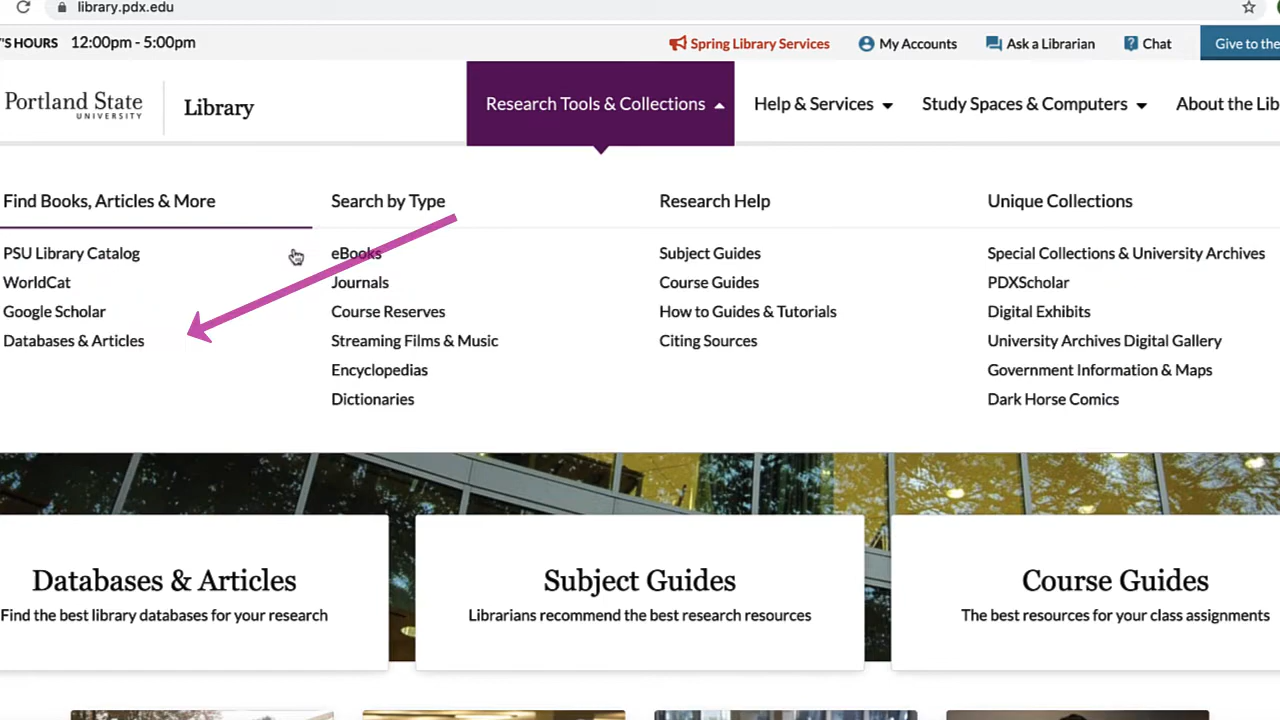 library.pdx.edu
'S HOURS 12:00pm - 5:00pm
Spring Library Services
My Accounts
Ask a Librarian
Chat
Give to the
Portland State
UNIVERSITY
Library
Research Tools & Collections
Help & Services
Study Spaces & Computers
About the Lib
Find Books, Articles & More
PSU Library Catalog
WorldCat
Google Scholar
Databases & Articles
Search by Type
eBooks
Journals
Course Reserves
Streaming Films & Music
Encyclopedias
Dictionaries
Research Help
Subject Guides
Course Guides
How to Guides & Tutorials
Citing Sources
Unique Collections
Special Collections & University Archives
PDXScholar
Digital Exhibits
University Archives Digital Gallery
Government Information & Maps
Dark Horse Comics
Databases & Articles
Find the best library databases for your research
Subject Guides
Librarians recommend the best research resources
Course Guides
The best resources for your class assignments